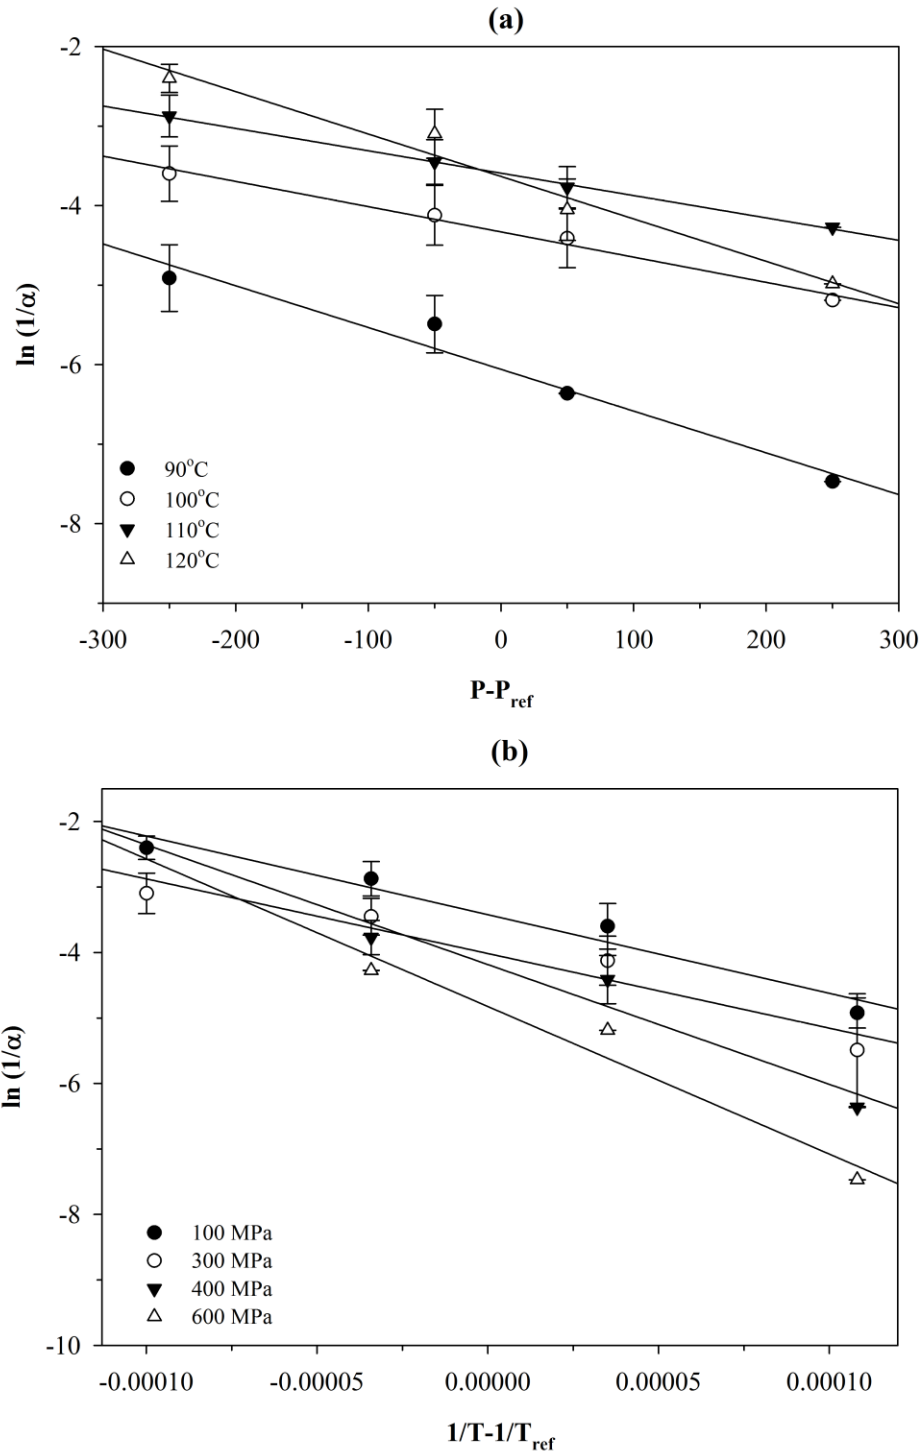 (a)
-2
-4
-6
-8
ln (1/α)
90°C
100°C
110°C
120°C
-300 -200 -100 0 100 200 300
P-Pref
(b)
-2
-4
-6
-8
-10
ln (1/α)
100 MPa
300 MPa
400 MPa
600 MPa
-0.00010 -0.00005 0.00000 0.00005 0.00010
1/T-1/Tref